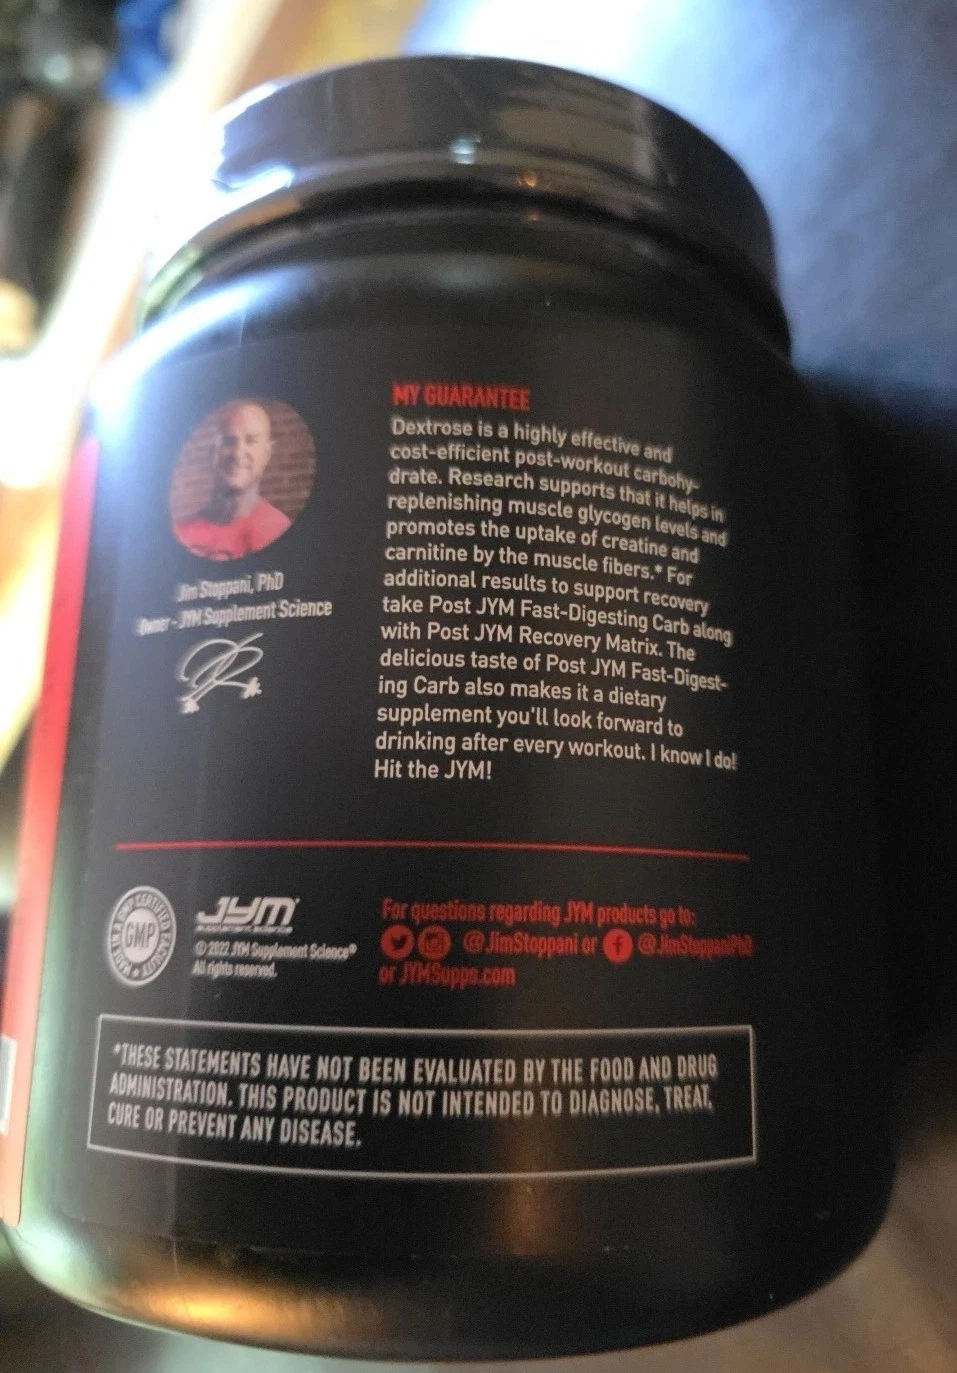 MY GUARANTEE
Dextrose is a highly effective and
cost-efficient post-workout carbohy-
drate. Research supports that it helps in
replenishing muscle glycogen levels and
promotes the uptake of creatine and
carnitine by the muscle fibers.* For
additional results to support recovery
take Post JYM Fast-Digesting Carb along
with Post JYM Recovery Matrix. The
delicious taste of Post JYM Fast-Digest-
ing Carb also makes it a dietary
supplement you'll look forward to
drinking after every workout. I know I do!
Hit the JYM!
Jim Stoppani, PhD
Owner - JYM Supplement Science
MADE IN A GMP CERTIFIED FACILITY
GMP
JYM
SUPPLEMENT SCIENCE
© 2022 JYM Supplement Science®
All rights reserved.
For questions regarding JYM products go to:
@JimStoppani or f @JimStoppaniPhD
or JYMSupps.com
*THESE STATEMENTS HAVE NOT BEEN EVALUATED BY THE FOOD AND DRUG
ADMINISTRATION. THIS PRODUCT IS NOT INTENDED TO DIAGNOSE, TREAT,
CURE OR PREVENT ANY DISEASE.